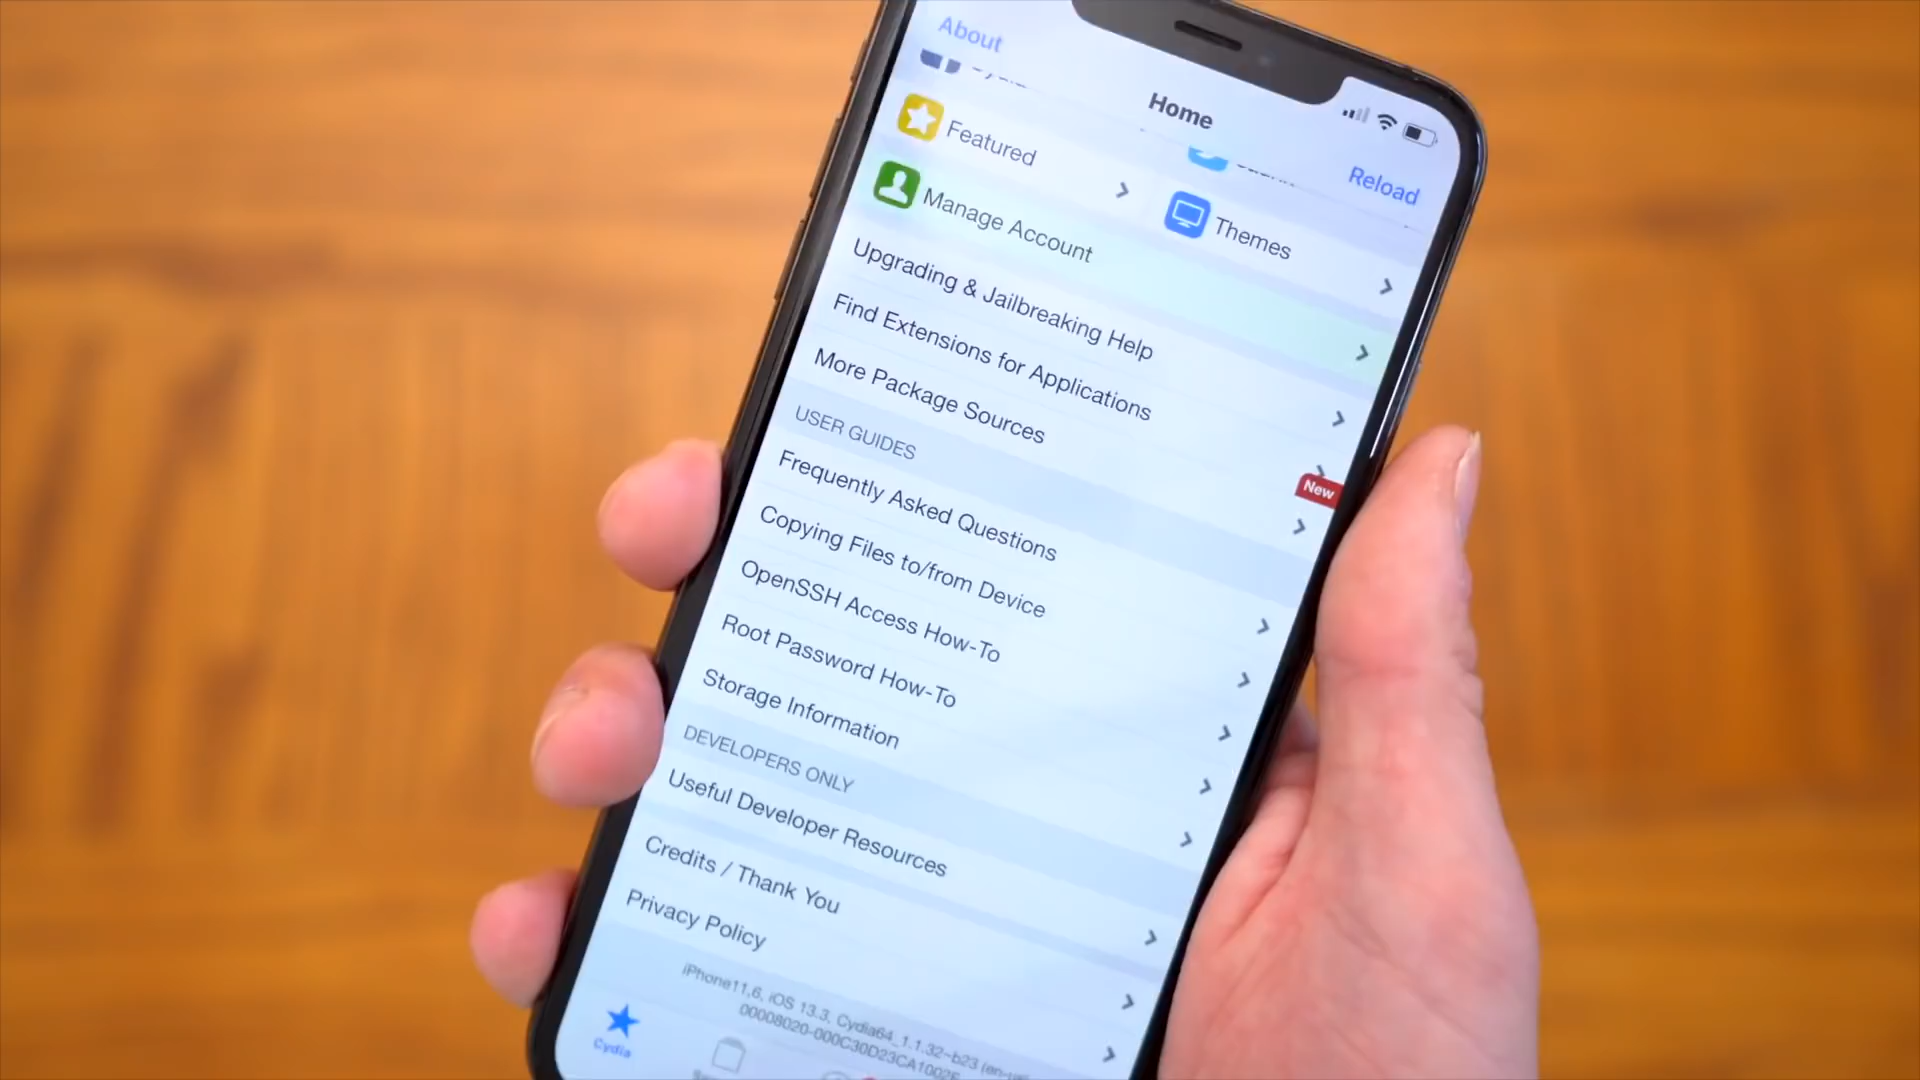 About
Home
Reload
Featured
Themes
Manage Account
Upgrading & Jailbreaking Help
Find Extensions for Applications
More Package Sources
New
USER GUIDES
Frequently Asked Questions
Copying Files to/from Device
OpenSSH Access How-To
Root Password How-To
Storage Information
DEVELOPERS ONLY
Useful Developer Resources
Credits / Thank You
Privacy Policy
iPhone11,6, iOS 13.3, Cydia64_1.1.32~b23
Cydia